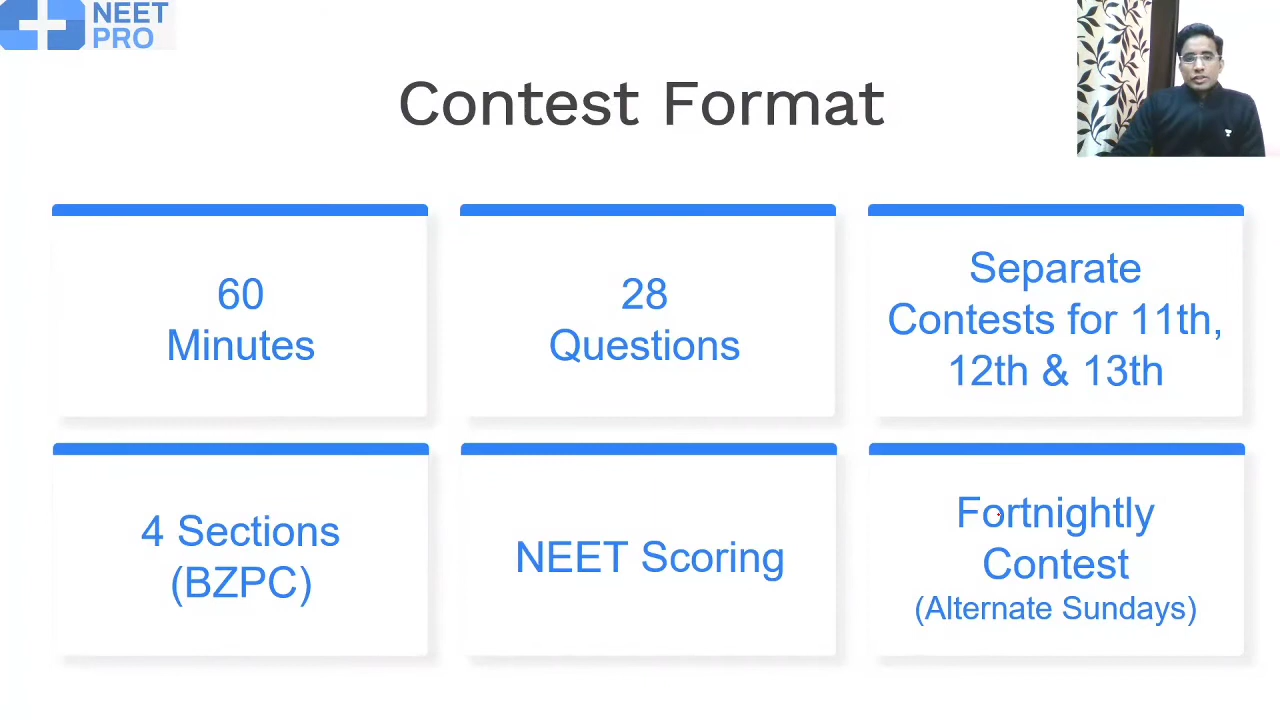 NEET
PRO
Contest Format
60
Minutes
28
Questions
Separate
Contests for 11th,
12th & 13th
4 Sections
(BZPC)
NEET Scoring
Fortnightly
Contest
(Alternate Sundays)